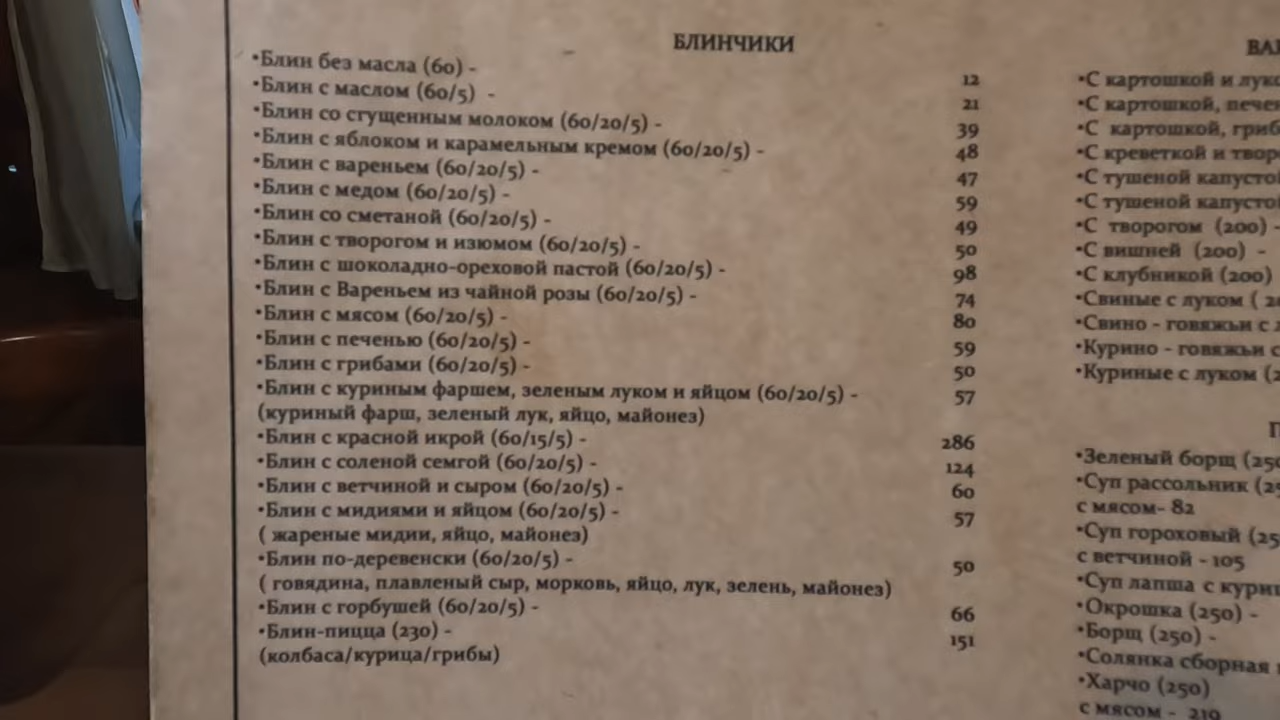 БЛИНЧИКИ
•Блин без масла (60) - 12
•Блин с маслом (60/5) - 21
•Блин со сгущенным молоком (60/20/5) - 39
•Блин с яблоком и карамельным кремом (60/20/5) - 48
•Блин с вареньем (60/20/5) - 47
•Блин с медом (60/20/5) - 59
•Блин со сметаной (60/20/5) - 49
•Блин с творогом и изюмом (60/20/5) - 50
•Блин с шоколадно-ореховой пастой (60/20/5) - 98
•Блин с Вареньем из чайной розы (60/20/5) - 74
•Блин с мясом (60/20/5) - 80
•Блин с печенью (60/20/5) - 59
•Блин с грибами (60/20/5) - 50
•Блин с куриным фаршем, зеленым луком и яйцом (60/20/5) - 57
(куриный фарш, зеленый лук, яйцо, майонез)
•Блин с красной икрой (60/15/5) - 286
•Блин с соленой семгой (60/20/5) - 124
•Блин с ветчиной и сыром (60/20/5) - 60
•Блин с мидиями и яйцом (60/20/5) - 57
( жареные мидии, яйцо, майонез)
•Блин по-деревенски (60/20/5) - 50
( говядина, плавленый сыр, морковь, яйцо, лук, зелень, майонез)
•Блин с горбушей (60/20/5) - 66
•Блин-пицца (230) - 151
(колбаса/курица/грибы)
•С картошкой и
•С картошкой,
•С картошкой,
•С креветкой и
•С тушеной
•С тушеной
•С творогом (200) -
•С вишней (200) -
•С клубникой (200)
•Свиные с луком (
•Свино - говяжьи с
•Курино - говяжьи с
•Куриные с луком
•Зеленый борщ
•Суп рассольник
с мясом- 82
•Суп гороховый
с ветчиной - 105
•Суп лапша с
•Окрошка (250) -
•Борщ (250) -
•Солянка сборная
•Харчо (250)
с мясом - 219